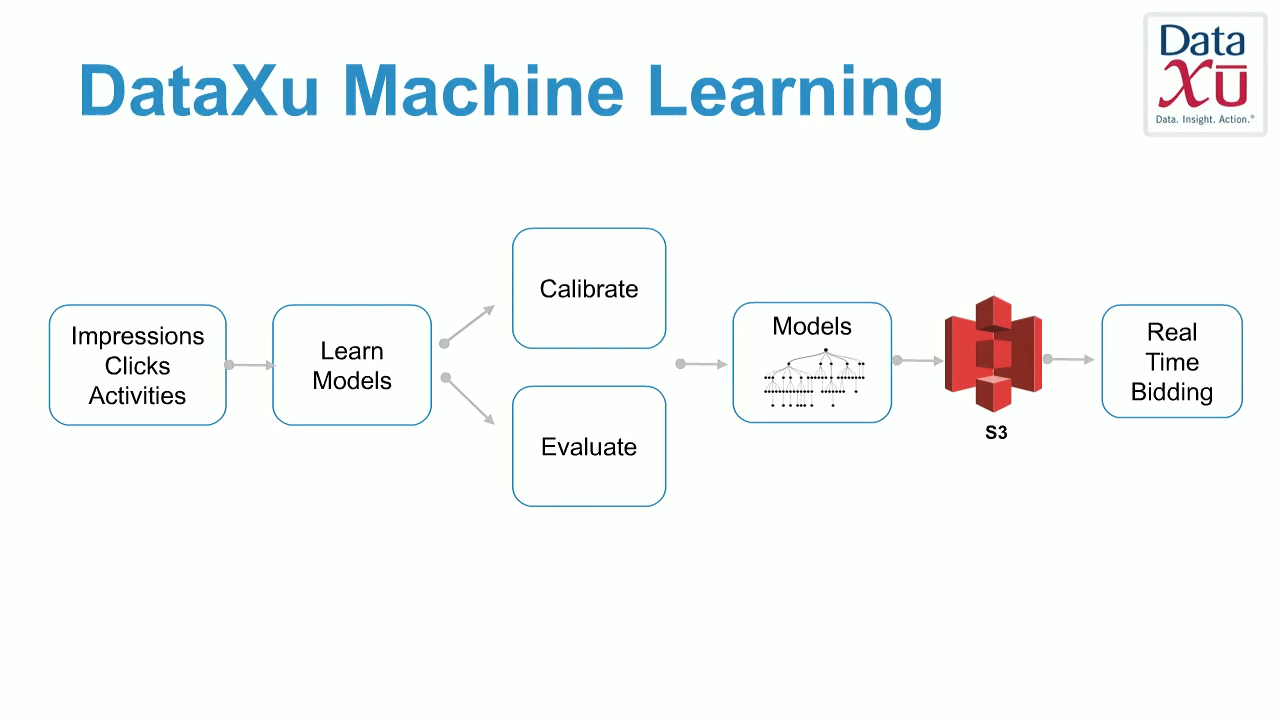 DataXu Machine Learning
Data
Xū
Data. Insight. Action.®
Impressions
Clicks
Activities
Learn
Models
Calibrate
Evaluate
Models
S3
Real
Time
Bidding